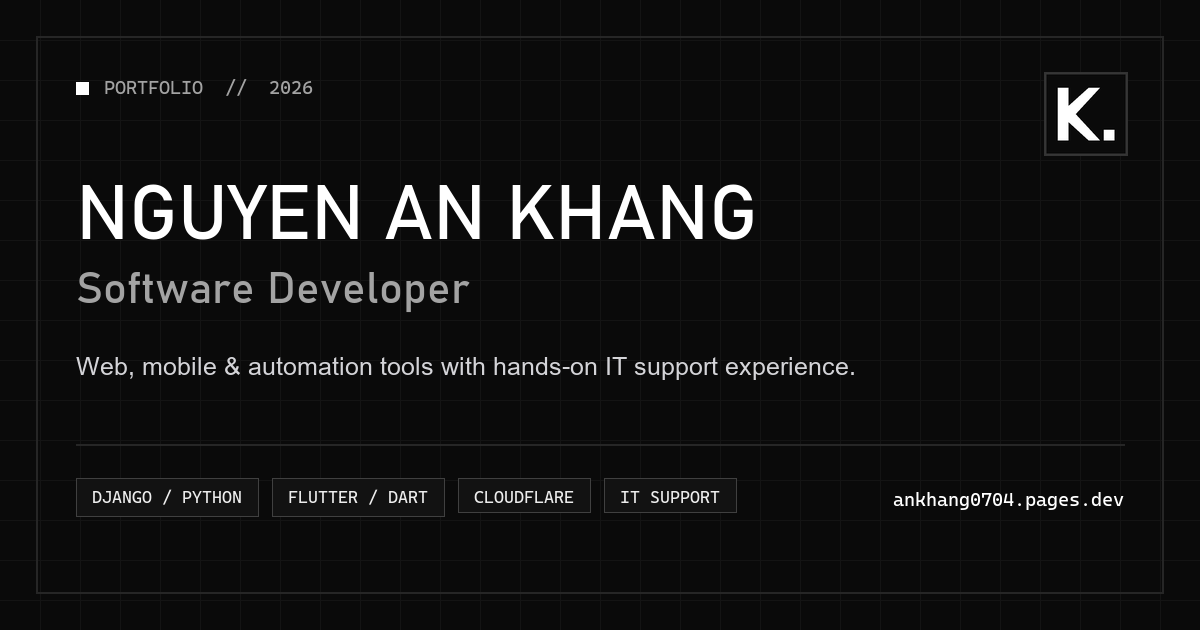 PORTFOLIO // 2026
K.
NGUYEN AN KHANG
Software Developer
Web, mobile & automation tools with hands-on IT support experience.
DJANGO / PYTHON
FLUTTER / DART
CLOUDFLARE
IT SUPPORT
ankhang0704.pages.dev